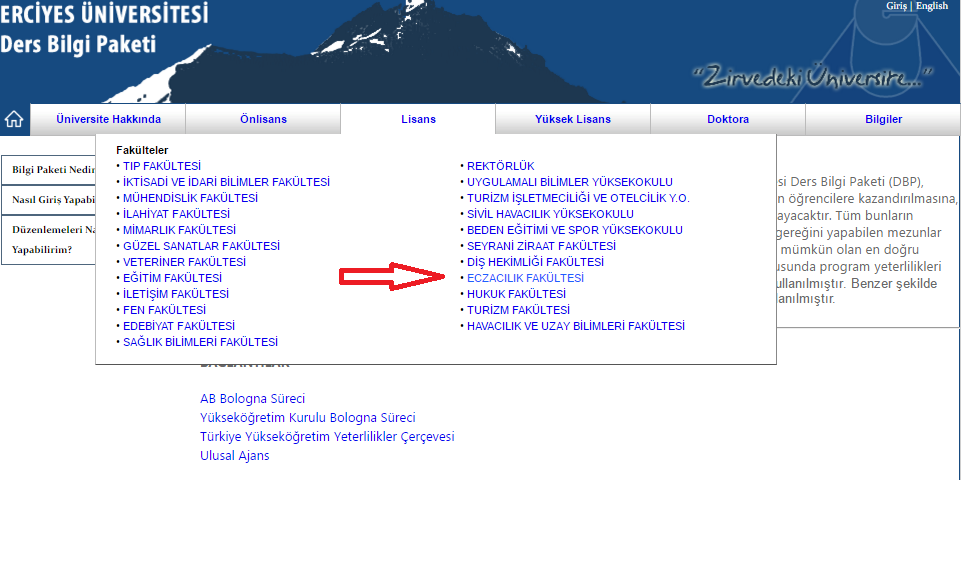 ERCİYES ÜNİVERSİTESİ
Ders Bilgi Paketi
Giriş | English
"Zirvedeki Üniversite..."
Üniversite Hakkında
Önlisans
Lisans
Yüksek Lisans
Doktora
Bilgiler
Bilgi Paketi Nedir
Nasıl Giriş Yapabi
Düzenlemeleri Na
Yapabilirim?
Fakülteler
• TIP FAKÜLTESİ
• İKTİSADİ VE İDARİ BİLİMLER FAKÜLTESİ
• MÜHENDİSLİK FAKÜLTESİ
• İLAHİYAT FAKÜLTESİ
• MİMARLIK FAKÜLTESİ
• GÜZEL SANATLAR FAKÜLTESİ
• VETERİNER FAKÜLTESİ
• EĞİTİM FAKÜLTESİ
• İLETİŞİM FAKÜLTESİ
• FEN FAKÜLTESİ
• EDEBİYAT FAKÜLTESİ
• SAĞLIK BİLİMLERİ FAKÜLTESİ
• REKTÖRLÜK
• UYGULAMALI BİLİMLER YÜKSEKOKULU
• TURİZM İŞLETMECİLİĞİ VE OTELCİLİK Y.O.
• SİVİL HAVACILIK YÜKSEKOKULU
• BEDEN EĞİTİMİ VE SPOR YÜKSEKOKULU
• SEYRANİ ZİRAAT FAKÜLTESİ
• DİŞ HEKİMLİĞİ FAKÜLTESİ
• ECZACILIK FAKÜLTESİ
• HUKUK FAKÜLTESİ
• TURİZM FAKÜLTESİ
• HAVACILIK VE UZAY BİLİMLERİ FAKÜLTESİ
si Ders Bilgi Paketi (DBP),
n öğrencilere kazandırılmasına,
ayacaktır. Tüm bunların
gereğini yapabilen mezunlar
mümkün olan en doğru
usunda program yeterlilikleri
ullanılmıştır. Benzer şekilde
anılmıştır.
AB Bologna Süreci
Yükseköğretim Kurulu Bologna Süreci
Türkiye Yükseköğretim Yeterlilikler Çerçevesi
Ulusal Ajans